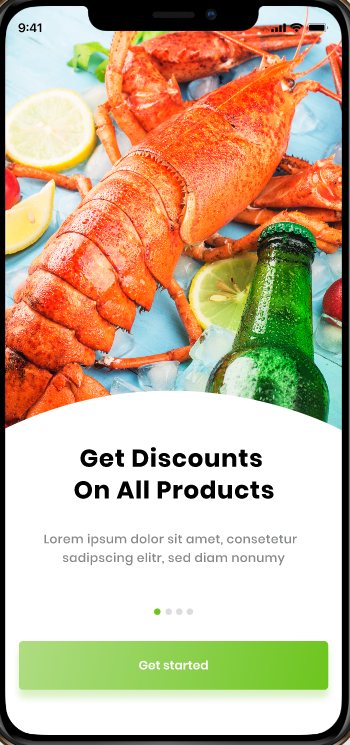 9:41
Get Discounts
On All Products
Lorem ipsum dolor sit amet, consetetur
sadipscing elitr, sed diam nonumy
Get started